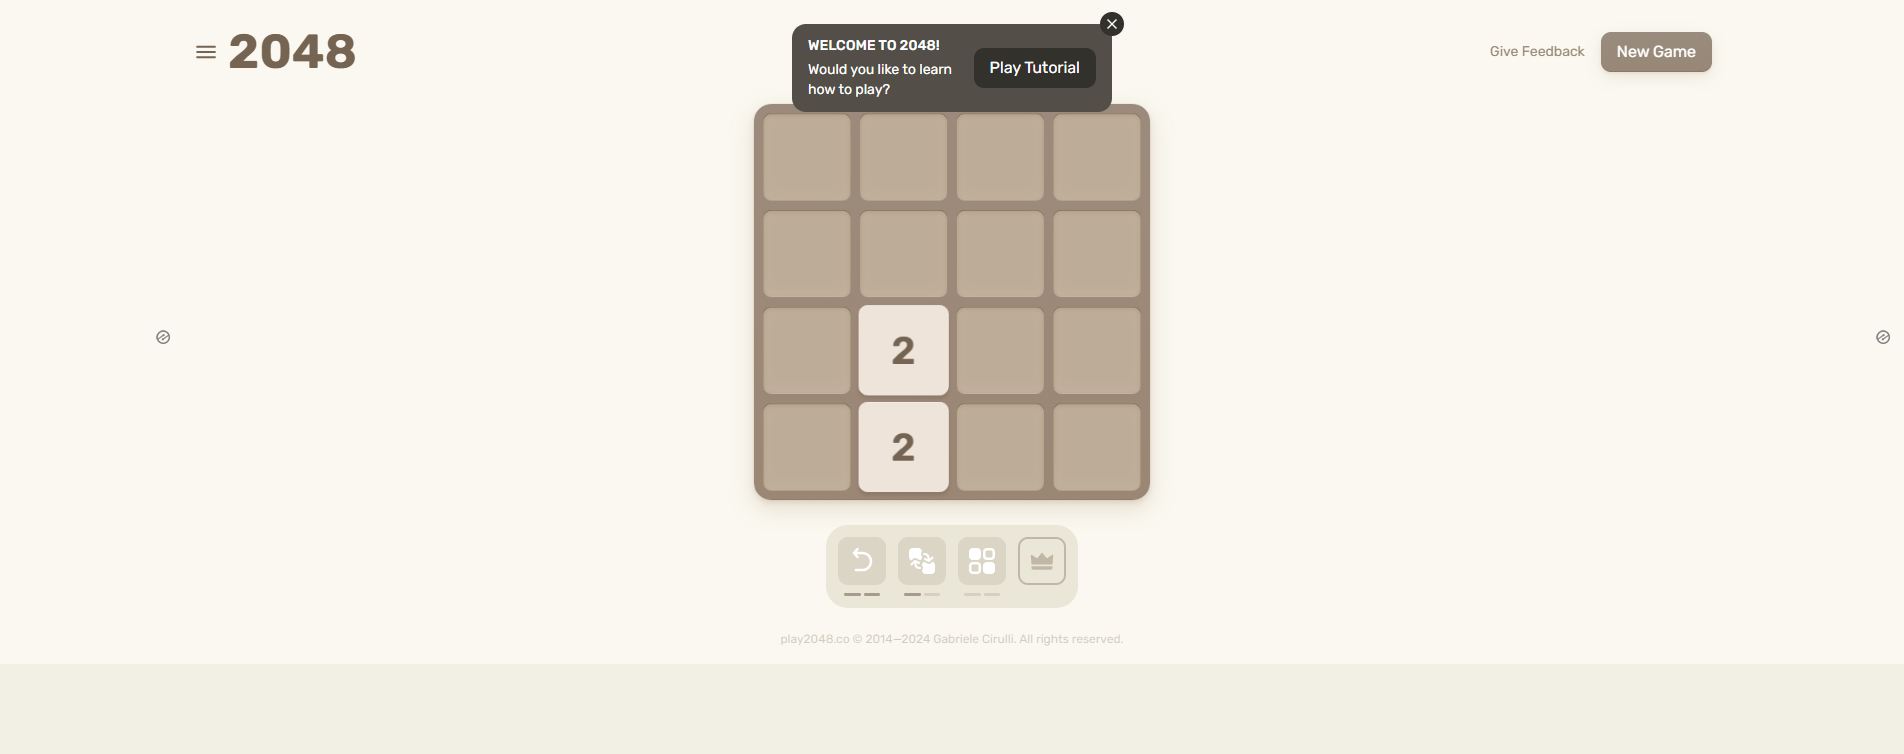 2048
WELCOME TO 2048!
Would you like to learn
how to play?
Play Tutorial
Give Feedback
New Game
2
2
play2048.co © 2014—2024 Gabriele Cirulli. All rights reserved.